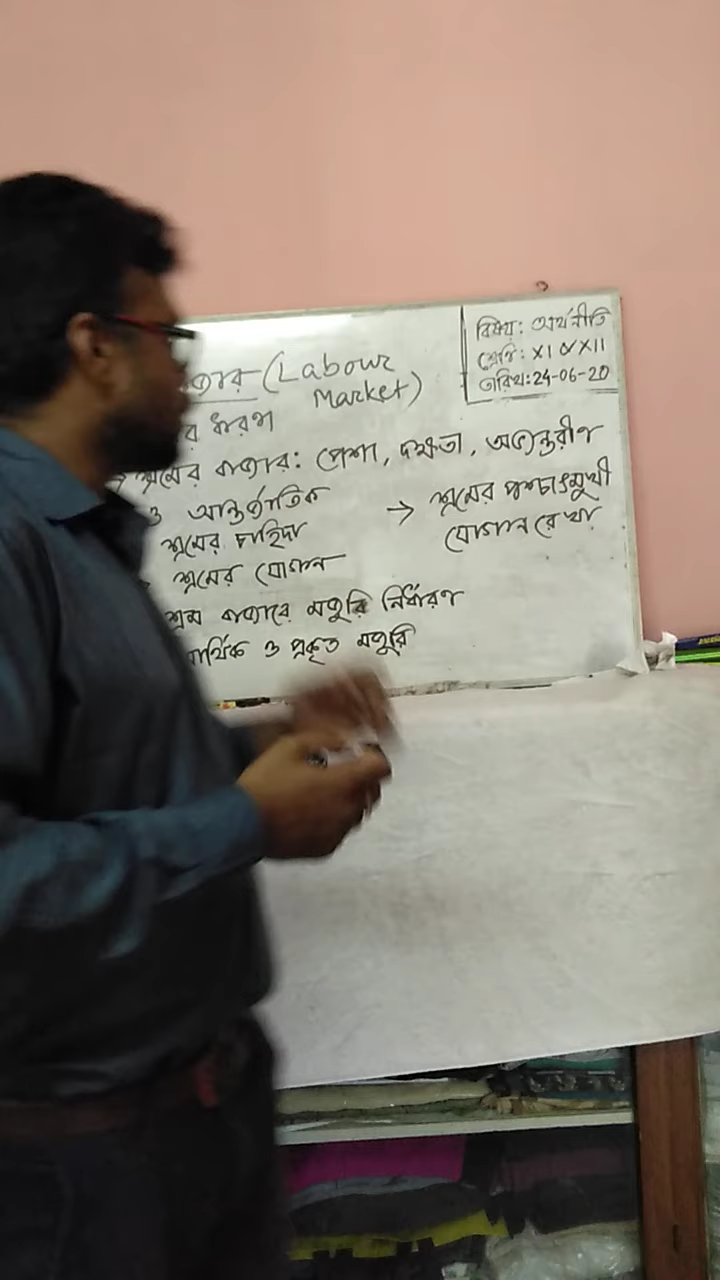 বিষয়: অর্থনীতি
শ্রেণি: XI ও XII
তারিখ: 24-06-20
(Labour Market)
ধারণা
শ্রমের বাজার: পেশা, দক্ষতা, অভ্যন্তরীণ
ও আন্তর্জাতিক
শ্রমের চাহিদা
শ্রমের যোগান
শ্রম বাজারে মজুরি নির্ধারণ
আর্থিক ও প্রকৃত মজুরি
→ শ্রমের পশ্চাৎমুখী
যোগান রেখা